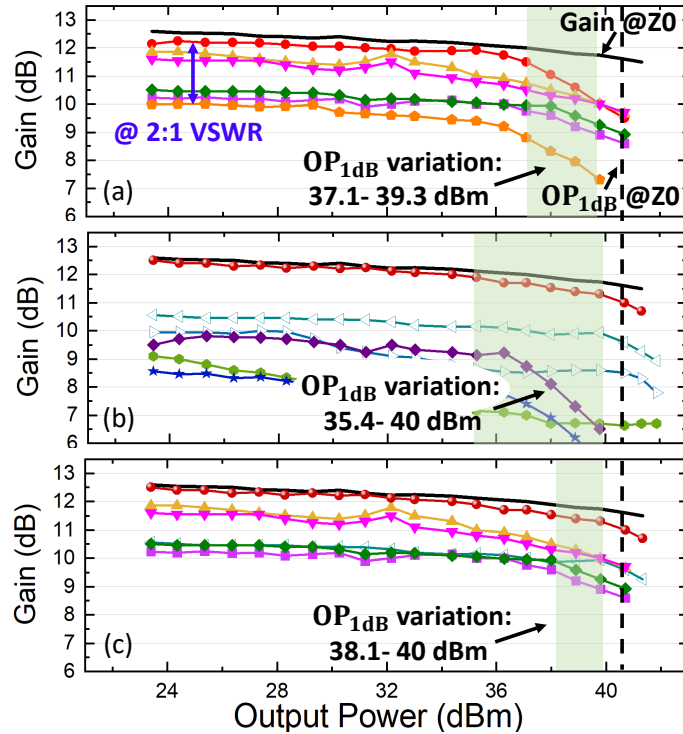 13
12
11
10
9
8
7
6
Gain (dB)
Gain @Z0
@ 2:1 VSWR
OP1dB variation:
37.1- 39.3 dBm
OP1dB @Z0
(a)
13
12
11
10
9
8
7
6
Gain (dB)
OP1dB variation:
35.4- 40 dBm
(b)
13
12
11
10
9
8
7
6
Gain (dB)
OP1dB variation:
38.1- 40 dBm
(c)
24 28 32 36 40
Output Power (dBm)